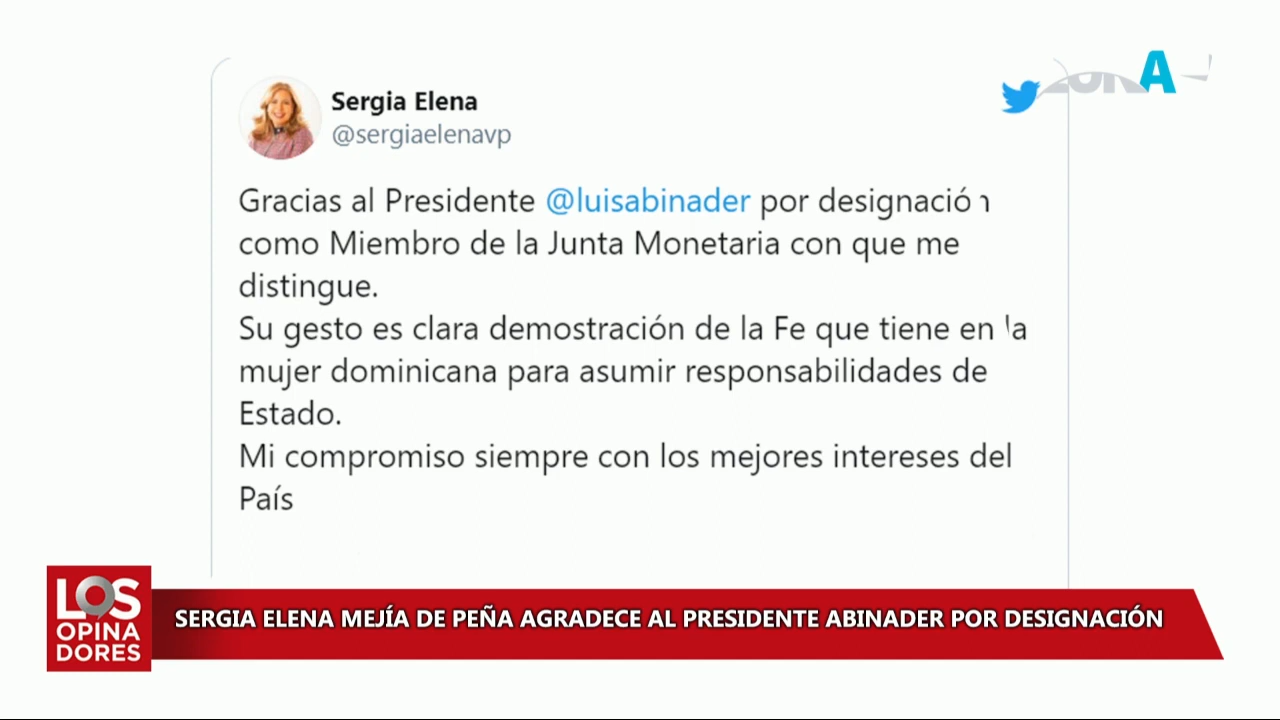 Sergia Elena
@sergiaelenavp
Gracias al Presidente @luisabinader por designación
como Miembro de la Junta Monetaria con que me
distingue.
Su gesto es clara demostración de la Fe que tiene en la
mujer dominicana para asumir responsabilidades de
Estado.
Mi compromiso siempre con los mejores intereses del
País
LOS
OPINA
DORES
SERGIA ELENA MEJÍA DE PEÑA AGRADECE AL PRESIDENTE ABINADER POR DESIGNACIÓN